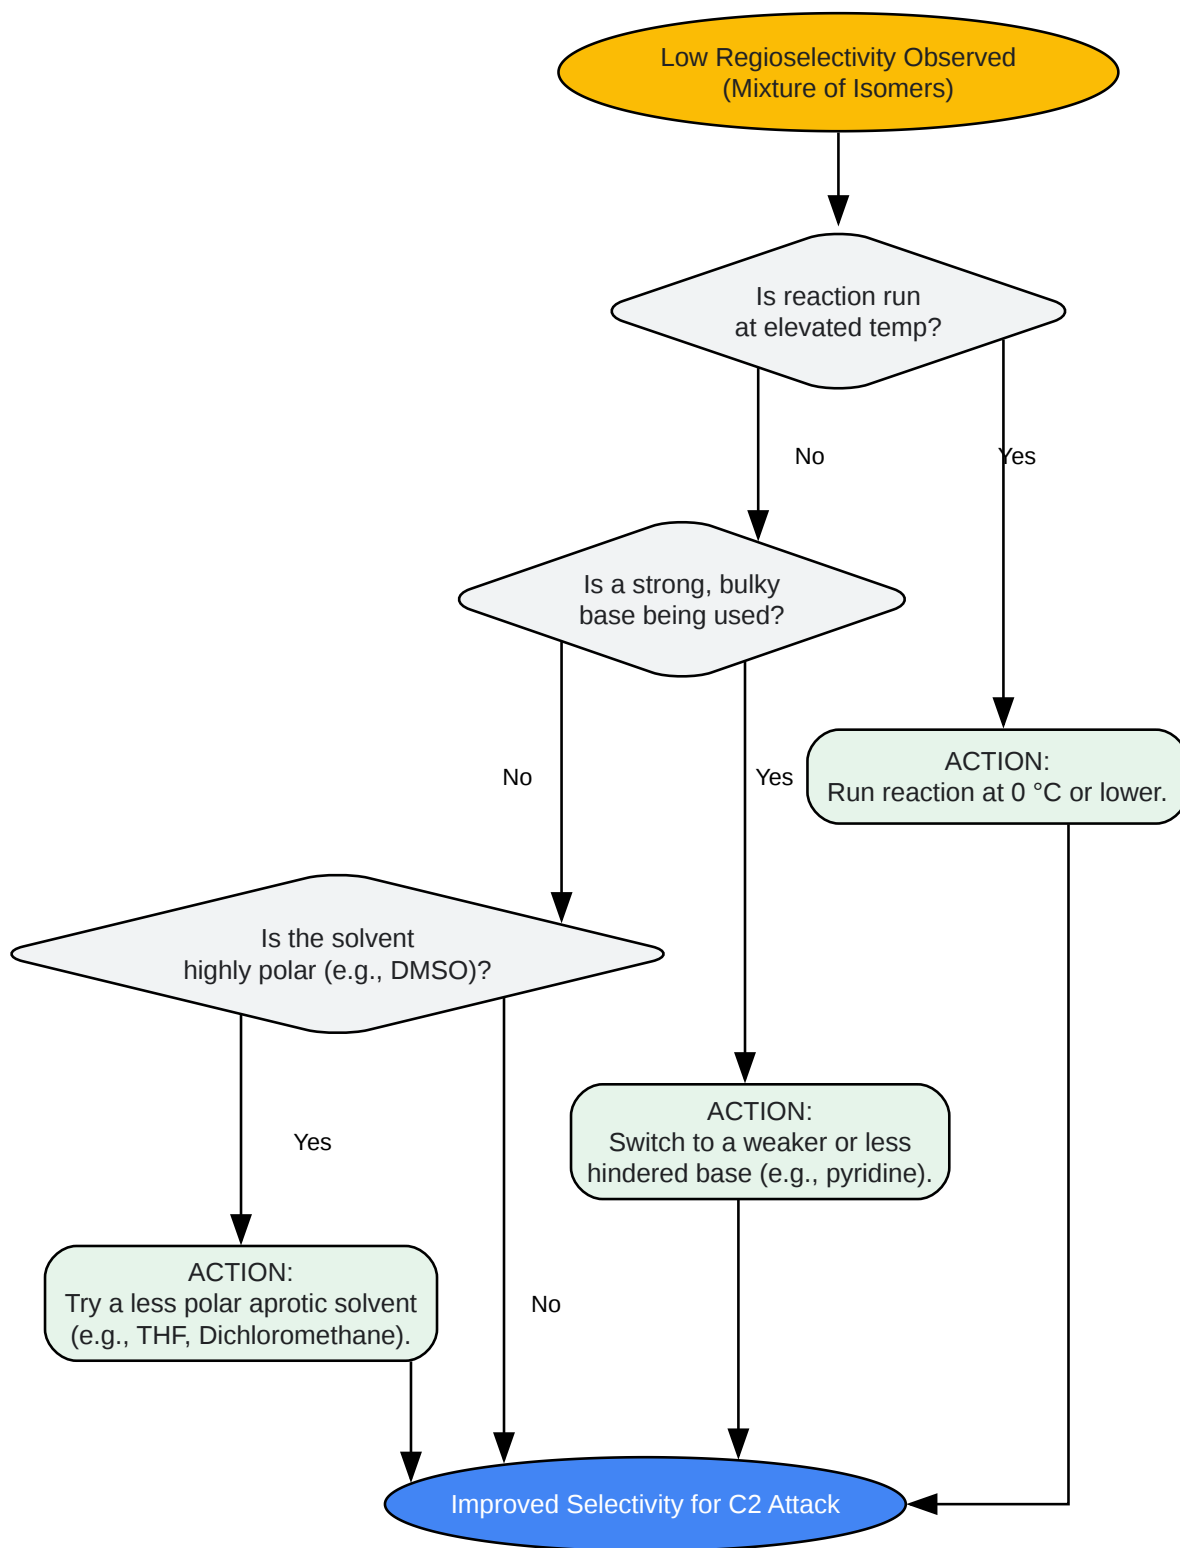 Low Regioselectivity Observed
(Mixture of Isomers)
Is reaction run
at elevated temp?
No
Yes
Is a strong, bulky
base being used?
No
Yes
ACTION:
Run reaction at 0 °C or lower.
Is the solvent
highly polar (e.g., DMSO)?
ACTION:
Switch to a weaker or less
hindered base (e.g., pyridine).
Yes
ACTION:
Try a less polar aprotic solvent
(e.g., THF, Dichloromethane).
No
Improved Selectivity for C2 Attack